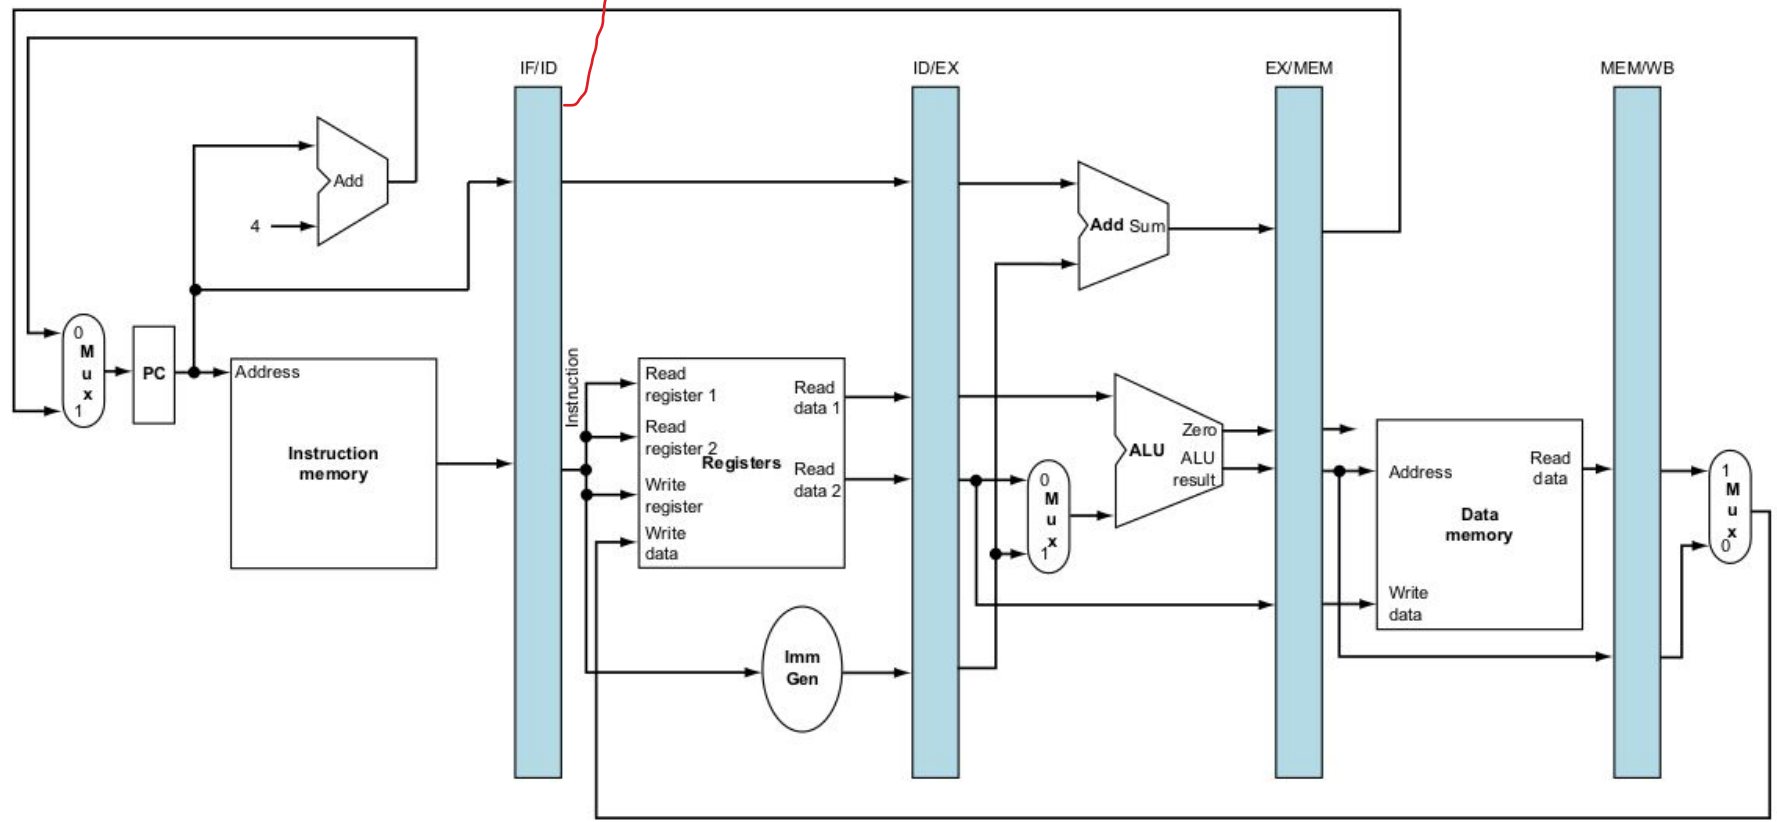 IF/ID
ID/EX
EX/MEM
MEM/WB
Add
4
Add Sum
0
M
u
x
1
PC
Address
Instruction
memory
Instruction
Read
register 1
Read
register 2
Write
register
Write
data
Registers
Read
data 1
Read
data 2
Imm
Gen
0
M
u
x
1
ALU
Zero
ALU
result
Address
Read
data
Data
memory
Write
data
1
M
u
x
0